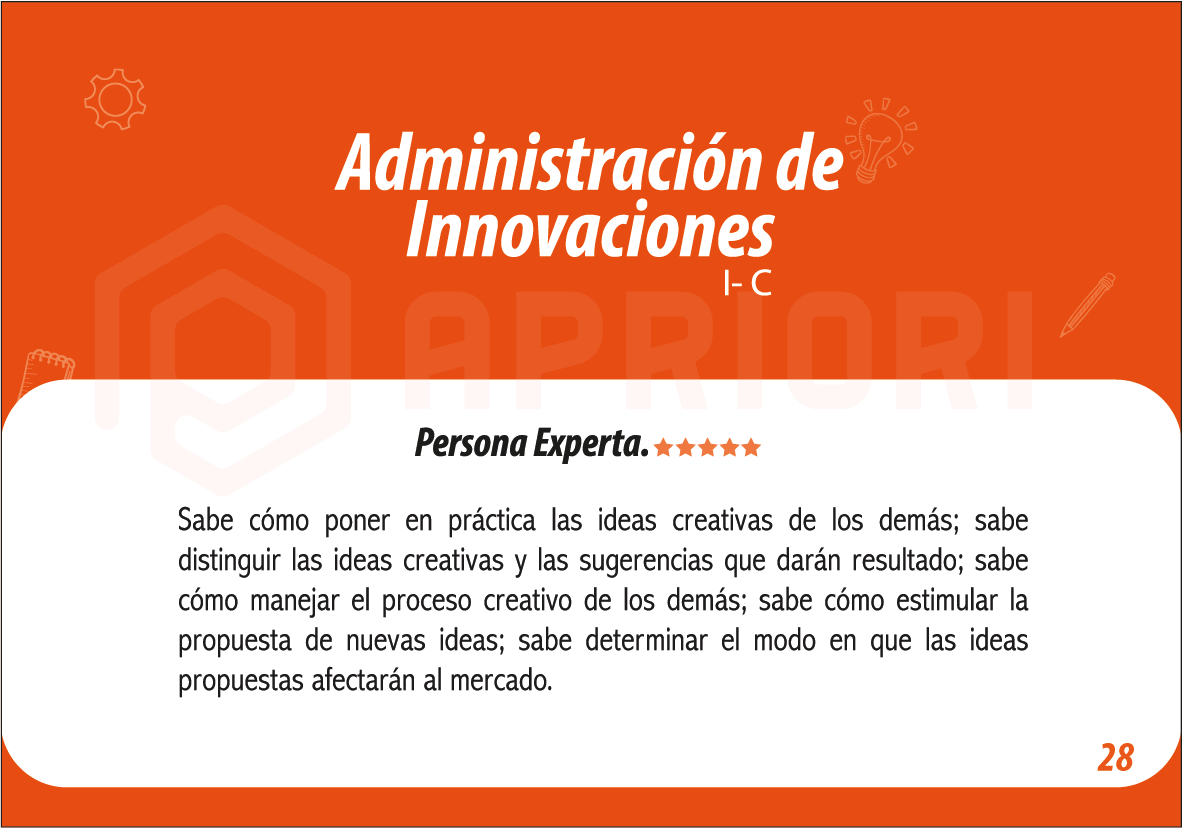 Administración de
Innovaciones
I- C
APRIORI
Persona Experta.
Sabe cómo poner en práctica las ideas creativas de los demás; sabe
distinguir las ideas creativas y las sugerencias que darán resultado; sabe
cómo manejar el proceso creativo de los demás; sabe cómo estimular la
propuesta de nuevas ideas; sabe determinar el modo en que las ideas
propuestas afectarán al mercado.
28